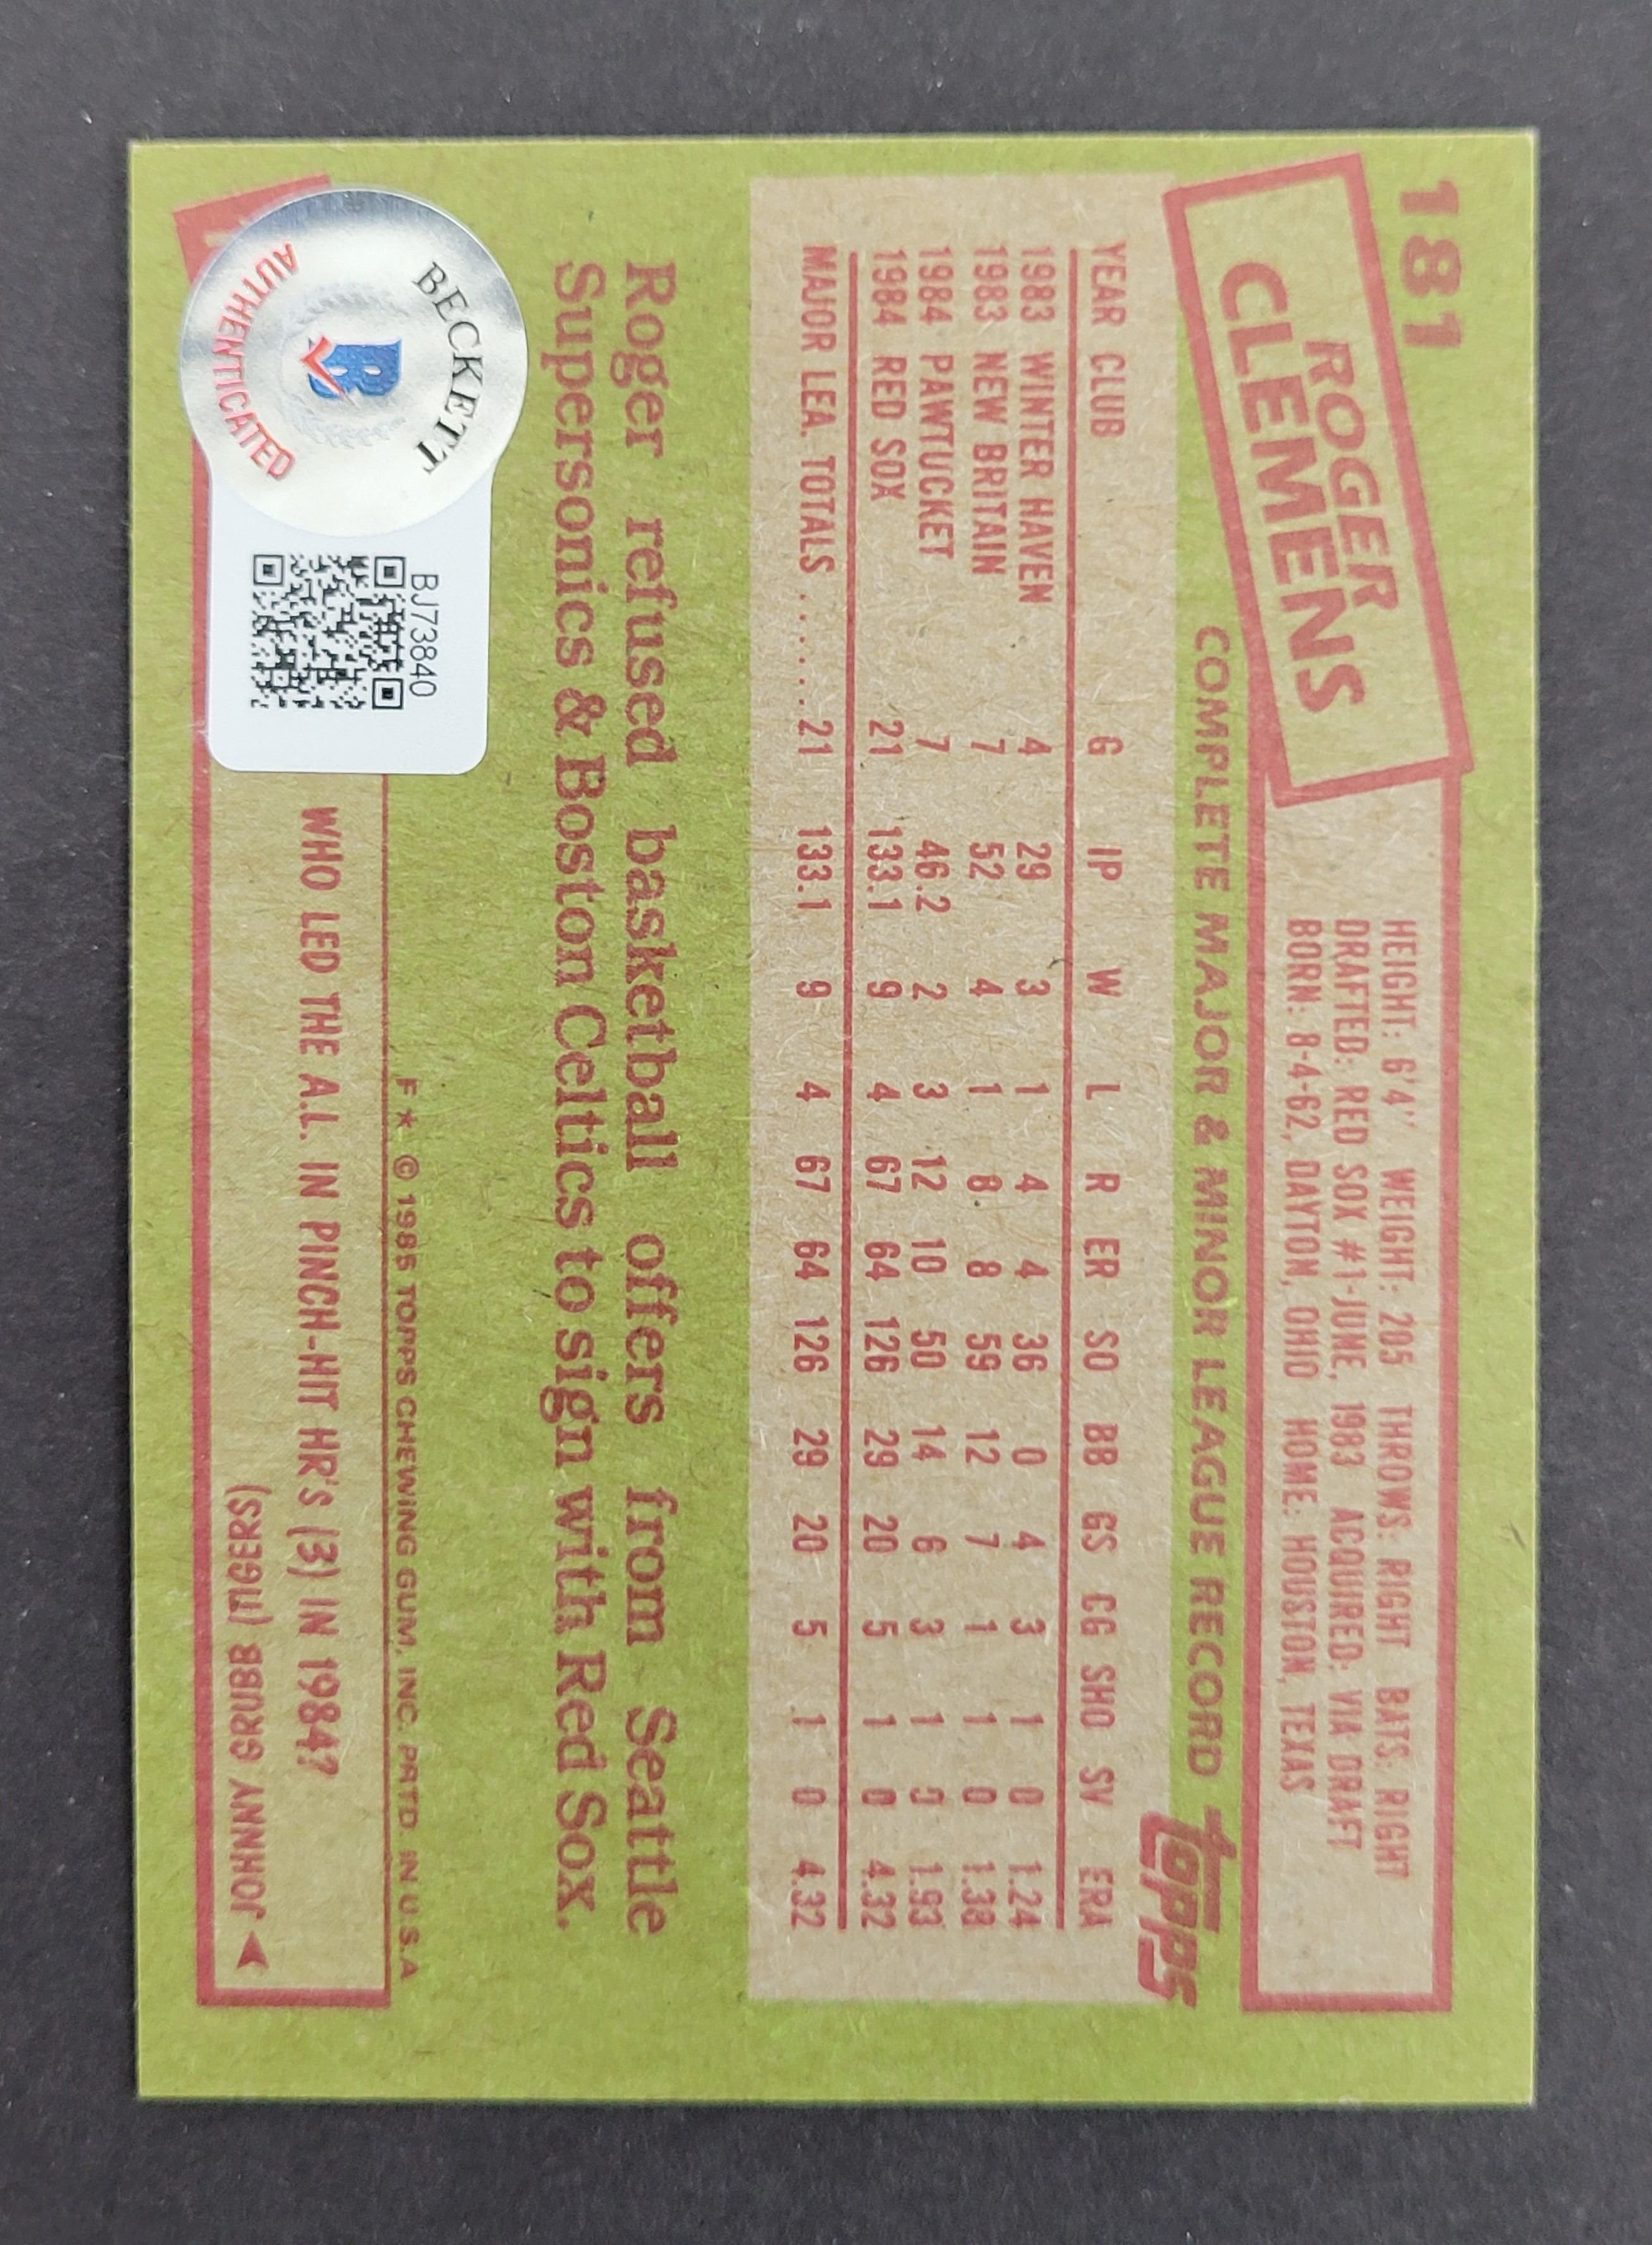 181
ROGER
CLEMENS
HEIGHT: 6'4" WEIGHT: 205 THROWS: RIGHT BATS: RIGHT
DRAFTED: RED SOX #1-JUNE, 1983 ACQUIRED: VIA DRAFT
BORN: 8-4-62, DAYTON, OHIO HOME: HOUSTON, TEXAS
COMPLETE MAJOR & MINOR LEAGUE RECORD
Topps
YEAR CLUB G IP W L R ER SO BB GS CG SHO SV ERA
1983 WINTER HAVEN 4 29 3 1 4 4 36 0 4 3 1 0 1.24
1983 NEW BRITAIN 7 52 4 1 8 8 59 12 7 1 1 0 1.38
1984 PAWTUCKET 7 46.2 2 3 12 10 50 14 6 3 1 0 1.93
1984 RED SOX 21 133.1 9 4 67 64 126 29 20 5 1 0 4.32
MAJOR LEA. TOTALS ....... 21 133.1 9 4 67 64 126 29 20 5 1 0 4.32
Roger refused basketball offers from Seattle
Supersonics & Boston Celtics to sign with Red Sox.
F★ © 1985 TOPPS CHEWING GUM, INC. PRTD. IN U.S.A
WHO LED THE A.L. IN PINCH-HIT HR'S (3) IN 1984?
JOHNNY GRUBB (TIGERS)
BECKETT
B
AUTHENTICATED
BJ73840